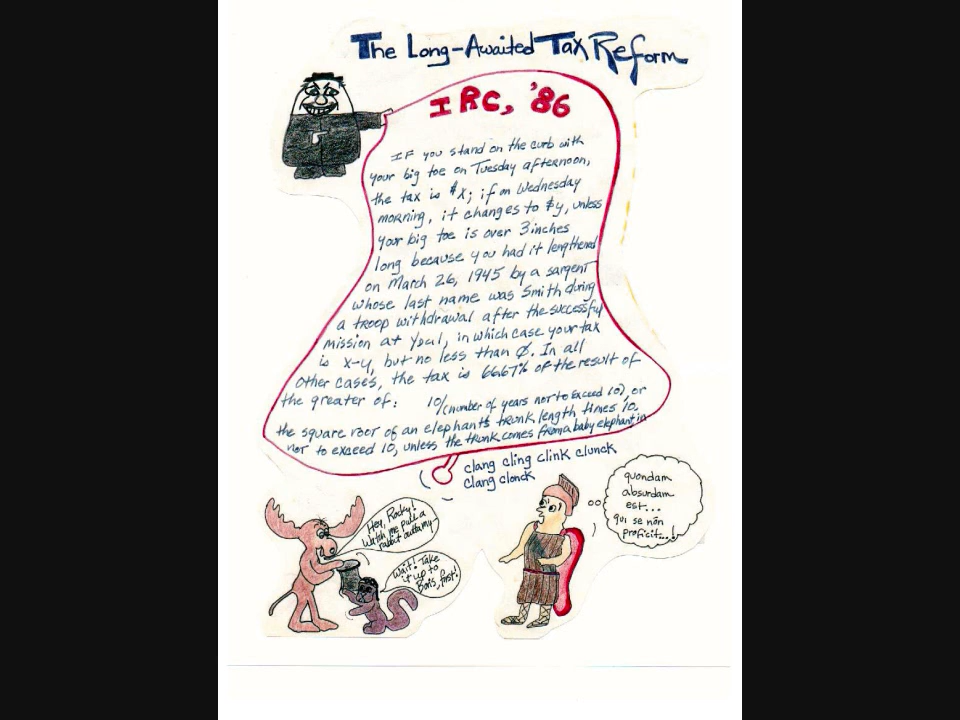 The Long-Awaited Tax Reform
IRC, '86
If you stand on the curb with
your big toe on Tuesday afternoon,
the tax is $x; if on Wednesday
morning, it changes to $y, unless
your big toe is over 3 inches
long because you had it lengthened
on March 26, 1945 by a sargent
whose last name was Smith during
a troop withdrawal after the successful
mission at
, in which case your tax
is x-y, but no less than Ø. In all
other cases, the tax is 66.67% of the result of
the greater of: 10/(number of years not to exceed 10), or
the square root of an elephant's trunk length times 10,
not to exceed 10, unless the trunk comes from a baby elephant, in
clang cling clink clunck
clang clonck
Hey, Rocky!
Watch me pull a
rabbit outta my—
Wait! Take
it up to
Boris, first!
quondam
absurdam
est...
qui se non
proficit...!